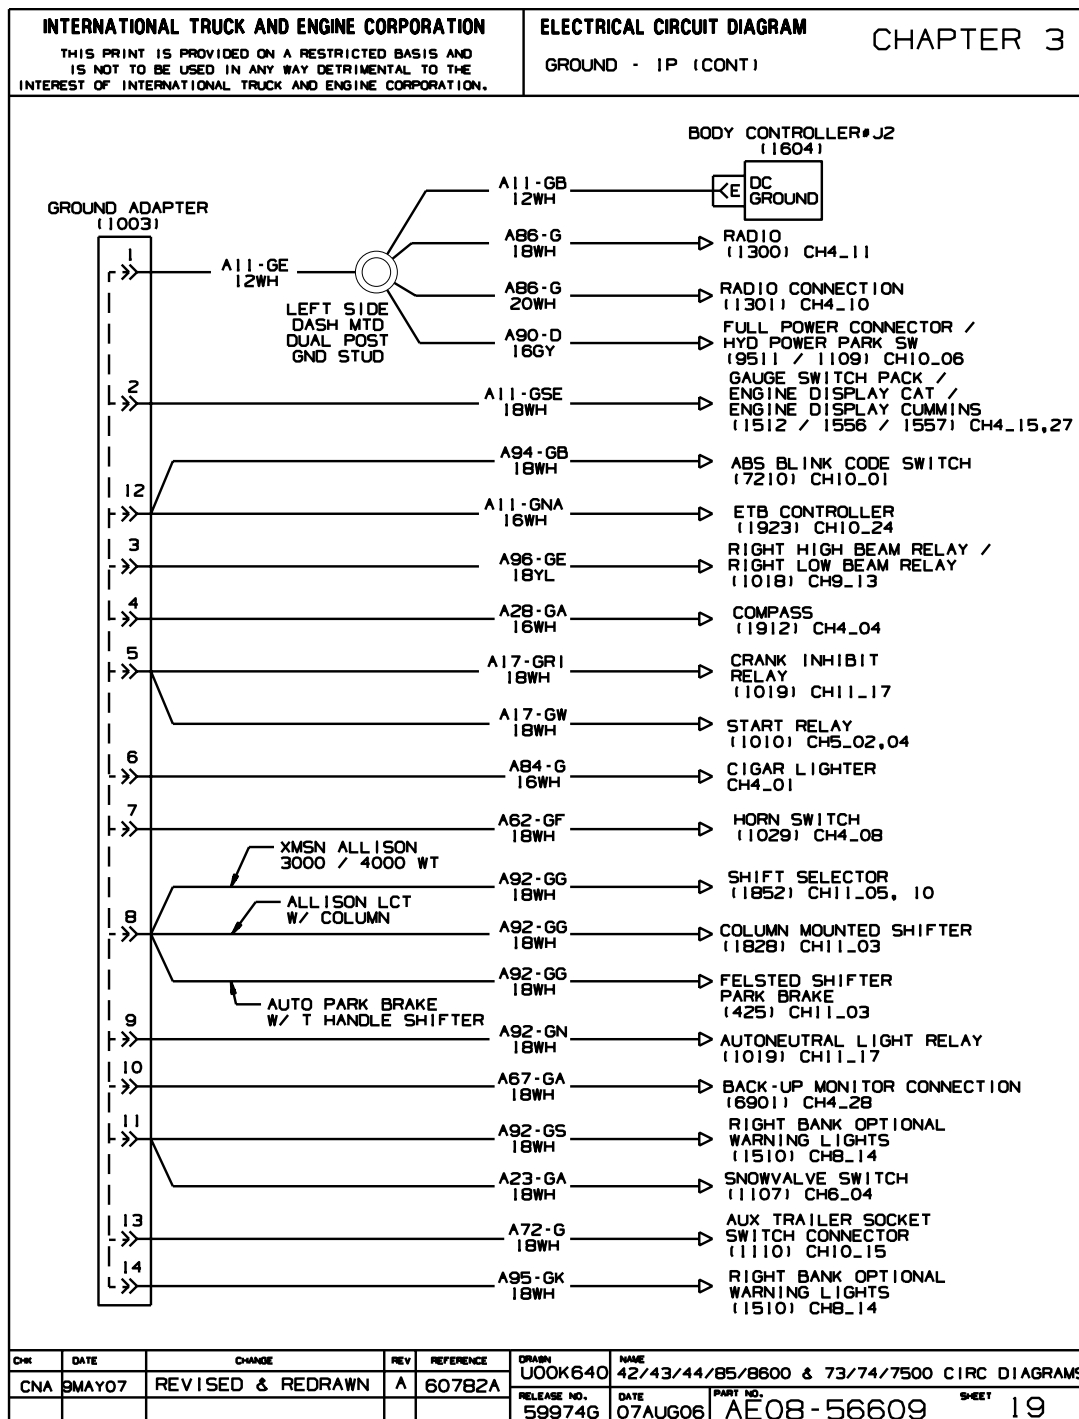 INTERNATIONAL TRUCK AND ENGINE CORPORATION
THIS PRINT IS PROVIDED ON A RESTRICTED BASIS AND
IS NOT TO BE USED IN ANY WAY DETRIMENTAL TO THE
INTEREST OF INTERNATIONAL TRUCK AND ENGINE CORPORATION.
ELECTRICAL CIRCUIT DIAGRAM
GROUND - IP (CONT)
CHAPTER 3
BODY CONTROLLER#J2
(1604)
A11-GB
12WH
E
DC
GROUND
GROUND ADAPTER
(1003)
1
A11-GE
12WH
LEFT SIDE
DASH MTD
DUAL POST
GND STUD
A86-G
18WH
RADIO
(1300) CH4_11
A86-G
20WH
RADIO CONNECTION
(1301) CH4_10
A90-D
16GY
FULL POWER CONNECTOR /
HYD POWER PARK SW
(9511 / 1109) CH10_06
2
A11-GSE
18WH
GAUGE SWITCH PACK /
ENGINE DISPLAY CAT /
ENGINE DISPLAY CUMMINS
(1512 / 1556 / 1557) CH4_15,27
A94-GB
18WH
ABS BLINK CODE SWITCH
(7210) CH10_01
12
A11-GNA
16WH
ETB CONTROLLER
(1923) CH10_24
3
A96-GE
18YL
RIGHT HIGH BEAM RELAY /
RIGHT LOW BEAM RELAY
(1018) CH9_13
4
A28-GA
16WH
COMPASS
(1912) CH4_04
5
A17-GR1
18WH
CRANK INHIBIT
RELAY
(1019) CH11_17
A17-GW
18WH
START RELAY
(1010) CH5_02,04
6
A84-G
16WH
CIGAR LIGHTER
CH4_01
7
A62-GF
18WH
HORN SWITCH
(1029) CH4_08
XMSN ALLISON
3000 / 4000 WT
A92-GG
18WH
SHIFT SELECTOR
(1852) CH11_05, 10
8
ALLISON LCT
W/ COLUMN
A92-GG
18WH
COLUMN MOUNTED SHIFTER
(1828) CH11_03
AUTO PARK BRAKE
W/ T HANDLE SHIFTER
A92-GG
18WH
FELSTED SHIFTER
PARK BRAKE
(425) CH11_03
9
A92-GN
18WH
AUTONEUTRAL LIGHT RELAY
(1019) CH11_17
10
A67-GA
18WH
BACK-UP MONITOR CONNECTION
(6901) CH4_28
11
A92-GS
18WH
RIGHT BANK OPTIONAL
WARNING LIGHTS
(1510) CH8_14
A23-GA
18WH
SNOWVALVE SWITCH
(1107) CH6_04
13
A72-G
18WH
AUX TRAILER SOCKET
SWITCH CONNECTOR
(1110) CH10_15
14
A95-GK
18WH
RIGHT BANK OPTIONAL
WARNING LIGHTS
(1510) CH8_14
CHK DATE CHANGE REV REFERENCE
CNA 9MAY07 REVISED & REDRAWN A 60782A
DRAWN
U00K640
NAME
42/43/44/85/8600 & 73/74/7500 CIRC DIAGRAMS
RELEASE NO.
59974G
DATE
07AUG06
PART NO.
AE08-56609
SHEET 19